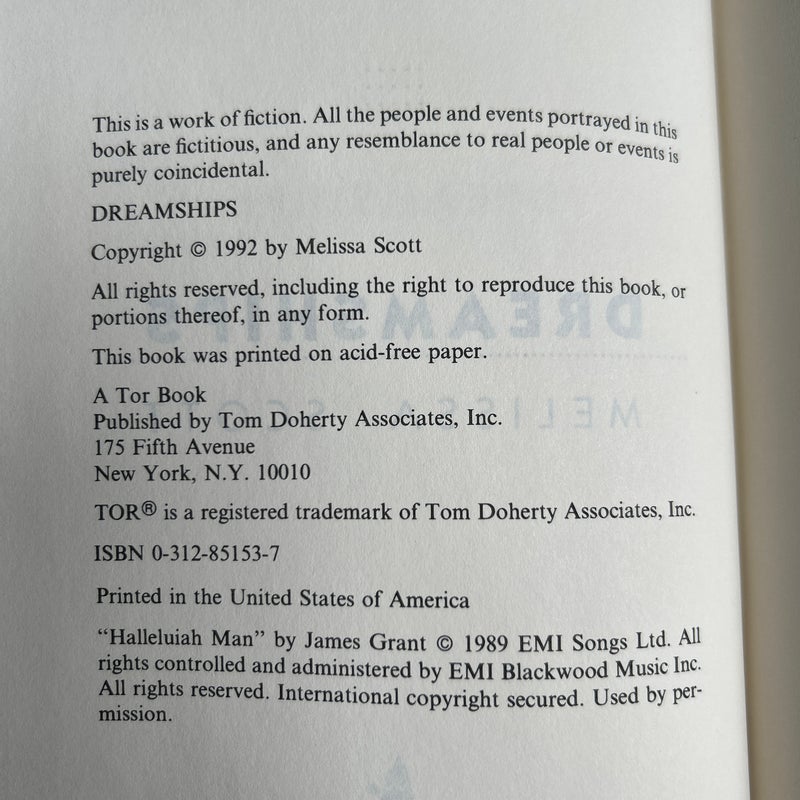 This is a work of fiction. All the people and events portrayed in this
book are fictitious, and any resemblance to real people or events is
purely coincidental.
DREAMSHIPS
Copyright © 1992 by Melissa Scott
All rights reserved, including the right to reproduce this book, or
portions thereof, in any form.
This book was printed on acid-free paper.
A Tor Book
Published by Tom Doherty Associates, Inc.
175 Fifth Avenue
New York, N.Y. 10010
TOR® is a registered trademark of Tom Doherty Associates, Inc.
ISBN 0-312-85153-7
Printed in the United States of America
“Halleluiah Man” by James Grant © 1989 EMI Songs Ltd. All
rights controlled and administered by EMI Blackwood Music Inc.
All rights reserved. International copyright secured. Used by per-
mission.